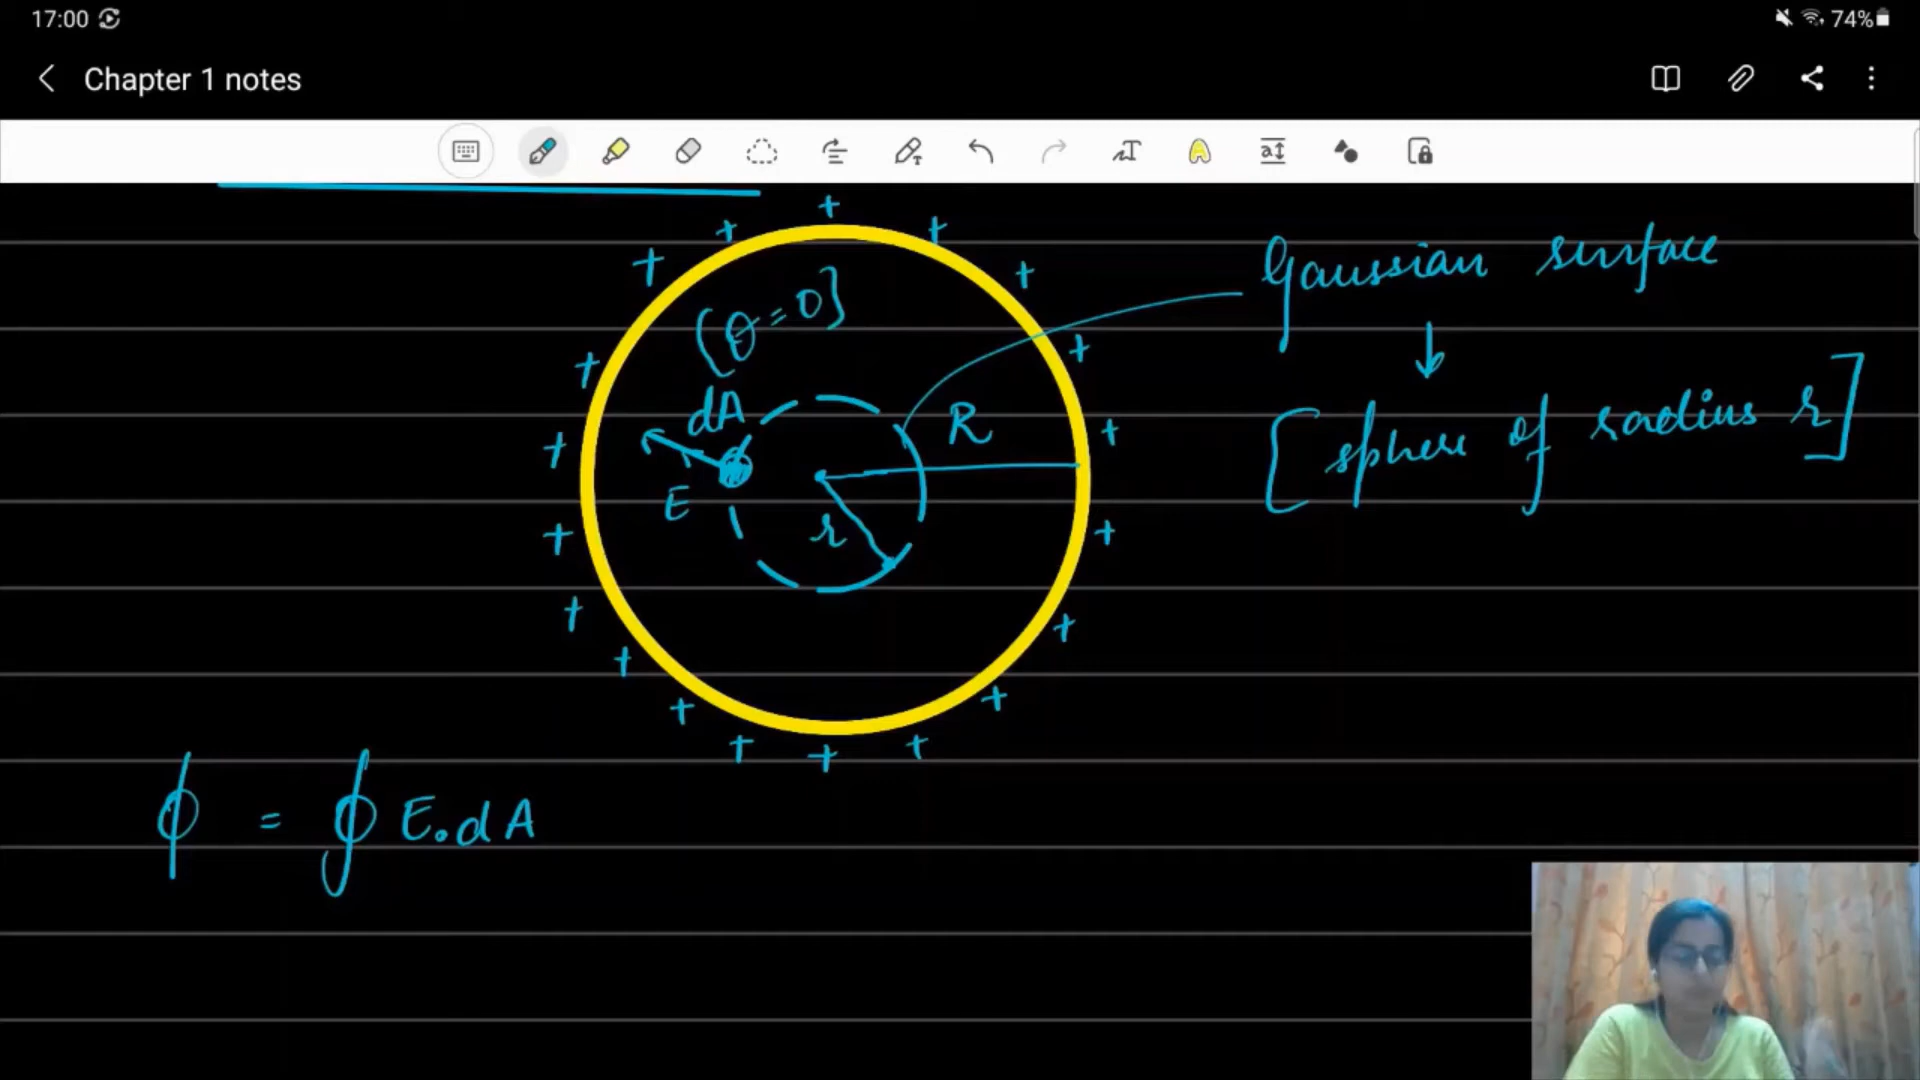 17:00
74%
Chapter 1 notes
Gaussian surface
(θ=0]
[sphere of radius r]
dA
R
E
r
ϕ = ∮ E.dA